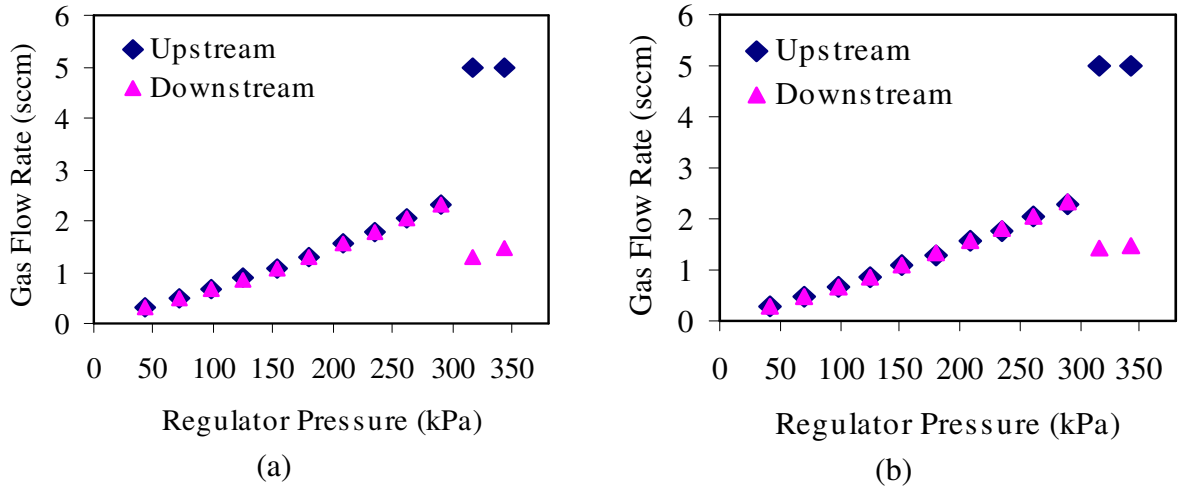 6
5
4
3
2
1
0
Gas Flow Rate (sccm)
Upstream
Downstream
0 50 100 150 200 250 300 350
Regulator Pressure (kPa)
(a)
6
5
4
3
2
1
0
Gas Flow Rate (sccm)
Upstream
Downstream
0 50 100 150 200 250 300 350
Regulator Pressure (kPa)
(b)